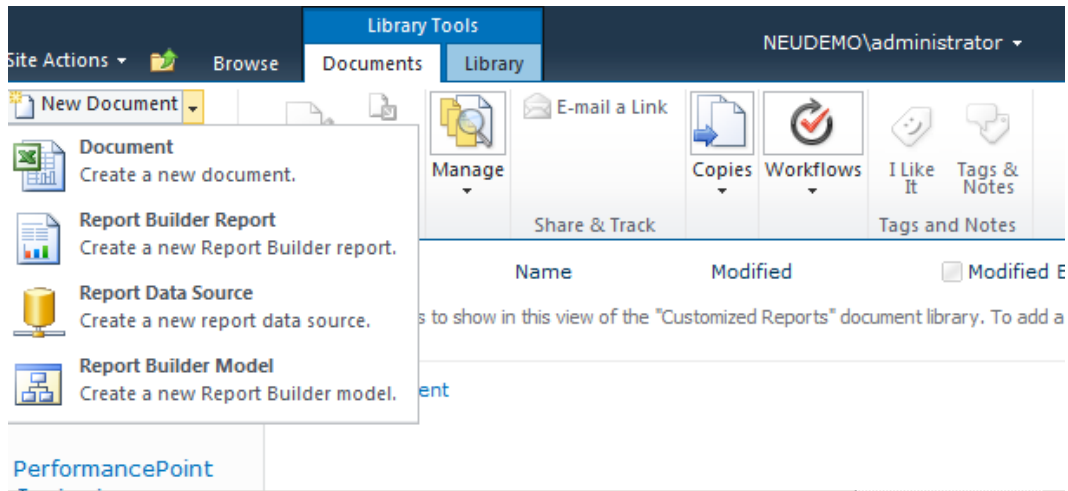 Library Tools
NEUDEMO\administrator
Site Actions
Browse
Documents
Library
New Document
E-mail a Link
Manage
Copies
Workflows
I Like It
Tags & Notes
Share & Track
Tags and Notes
Document
Create a new document.
Report Builder Report
Create a new Report Builder report.
Report Data Source
Create a new report data source.
Report Builder Model
Create a new Report Builder model.
Name
Modified
Modified
to show in this view of the "Customized Reports" document library. To add a
PerformancePoint